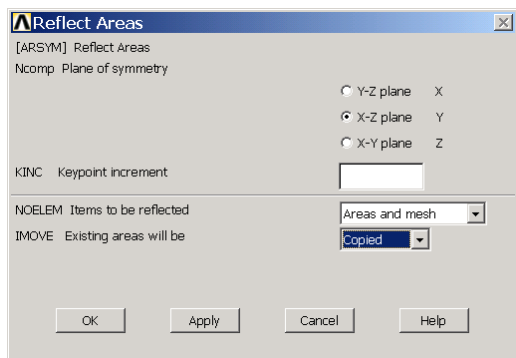 Reflect Areas
[ARSYM] Reflect Areas
Ncomp Plane of symmetry
Y-Z plane X
X-Z plane Y
X-Y plane Z
KINC Keypoint increment
NOELEM Items to be reflected Areas and mesh
IMOVE Existing areas will be Copied
OK Apply Cancel Help